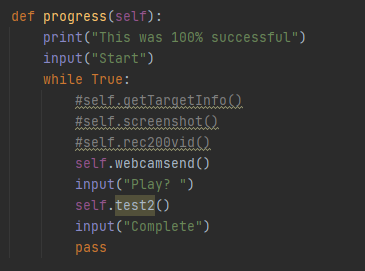 def progress(self):
print("This was 100% successful")
input("Start")
while True:
#self.getTargetInfo()
#self.screenshot()
#self.rec200vid()
self.webcamsend()
input("Play? ")
self.test2()
input("Complete")
pass